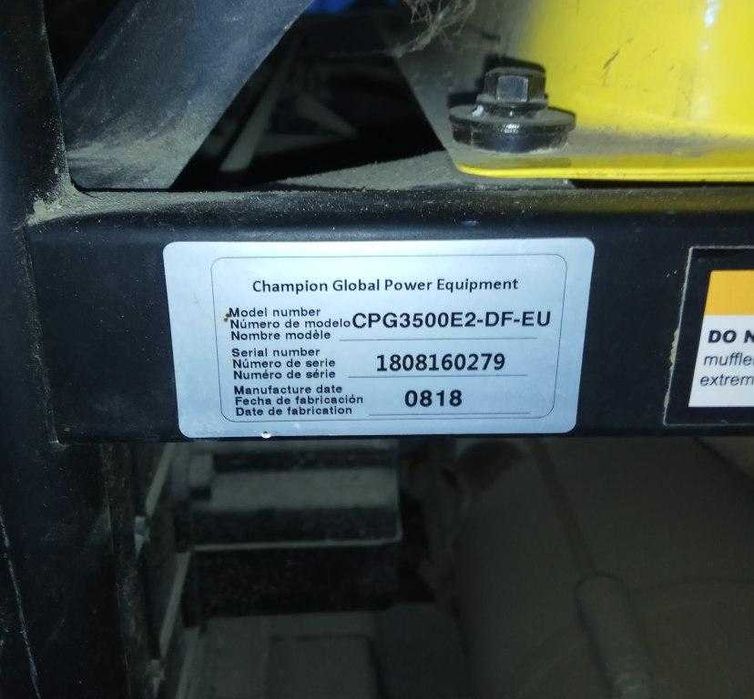 Champion Global Power Equipment
Model number
Número de modelo CPG3500E2-DF-EU
Nombre modèle
Serial number
Número de serie 1808160279
Numéro de série
Manufacture date
Fecha de fabricación 0818
Date de fabrication
DO
muffle
extrem